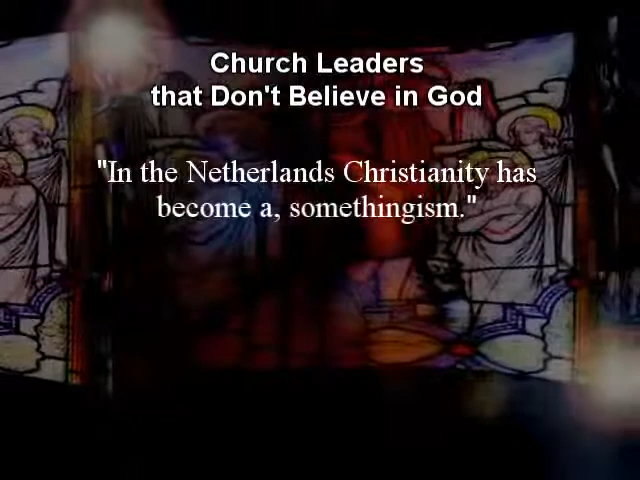 Church Leaders
that Don't Believe in God
"In the Netherlands Christianity has
become a, somethingism."